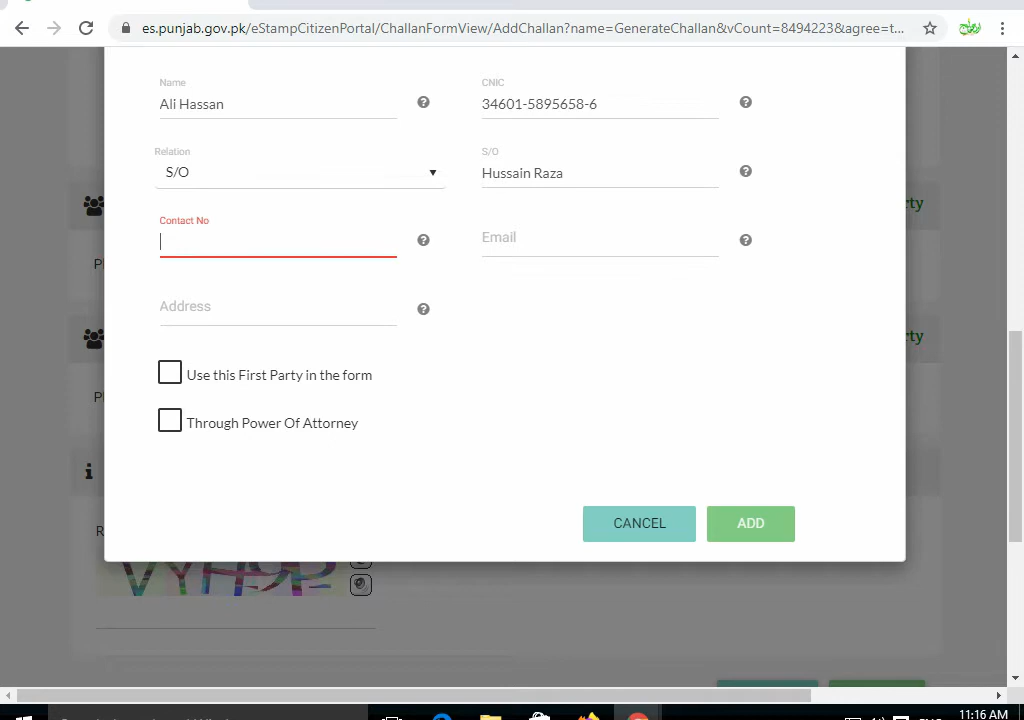 es.punjab.gov.pk/eStampCitizenPortal/ChallanFormView/AddChallan?name=GenerateChallan&vCount=8494223&agree=t...
Name
Ali Hassan
CNIC
34601-5895658-6
Relation
S/O
S/O
Hussain Raza
Contact No
Email
Address
Use this First Party in the form
Through Power Of Attorney
CANCEL
ADD
11:16 AM